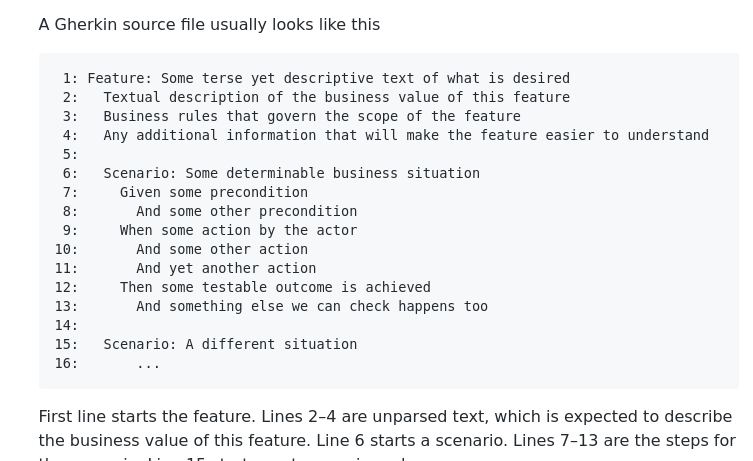 A Gherkin source file usually looks like this
1: Feature: Some terse yet descriptive text of what is desired
2:   Textual description of the business value of this feature
3:   Business rules that govern the scope of the feature
4:   Any additional information that will make the feature easier to understand
5:
6:   Scenario: Some determinable business situation
7:     Given some precondition
8:       And some other precondition
9:     When some action by the actor
10:       And some other action
11:       And yet another action
12:     Then some testable outcome is achieved
13:       And something else we can check happens too
14:
15:   Scenario: A different situation
16:       ...
First line starts the feature. Lines 2–4 are unparsed text, which is expected to describe
the business value of this feature. Line 6 starts a scenario. Lines 7–13 are the steps for